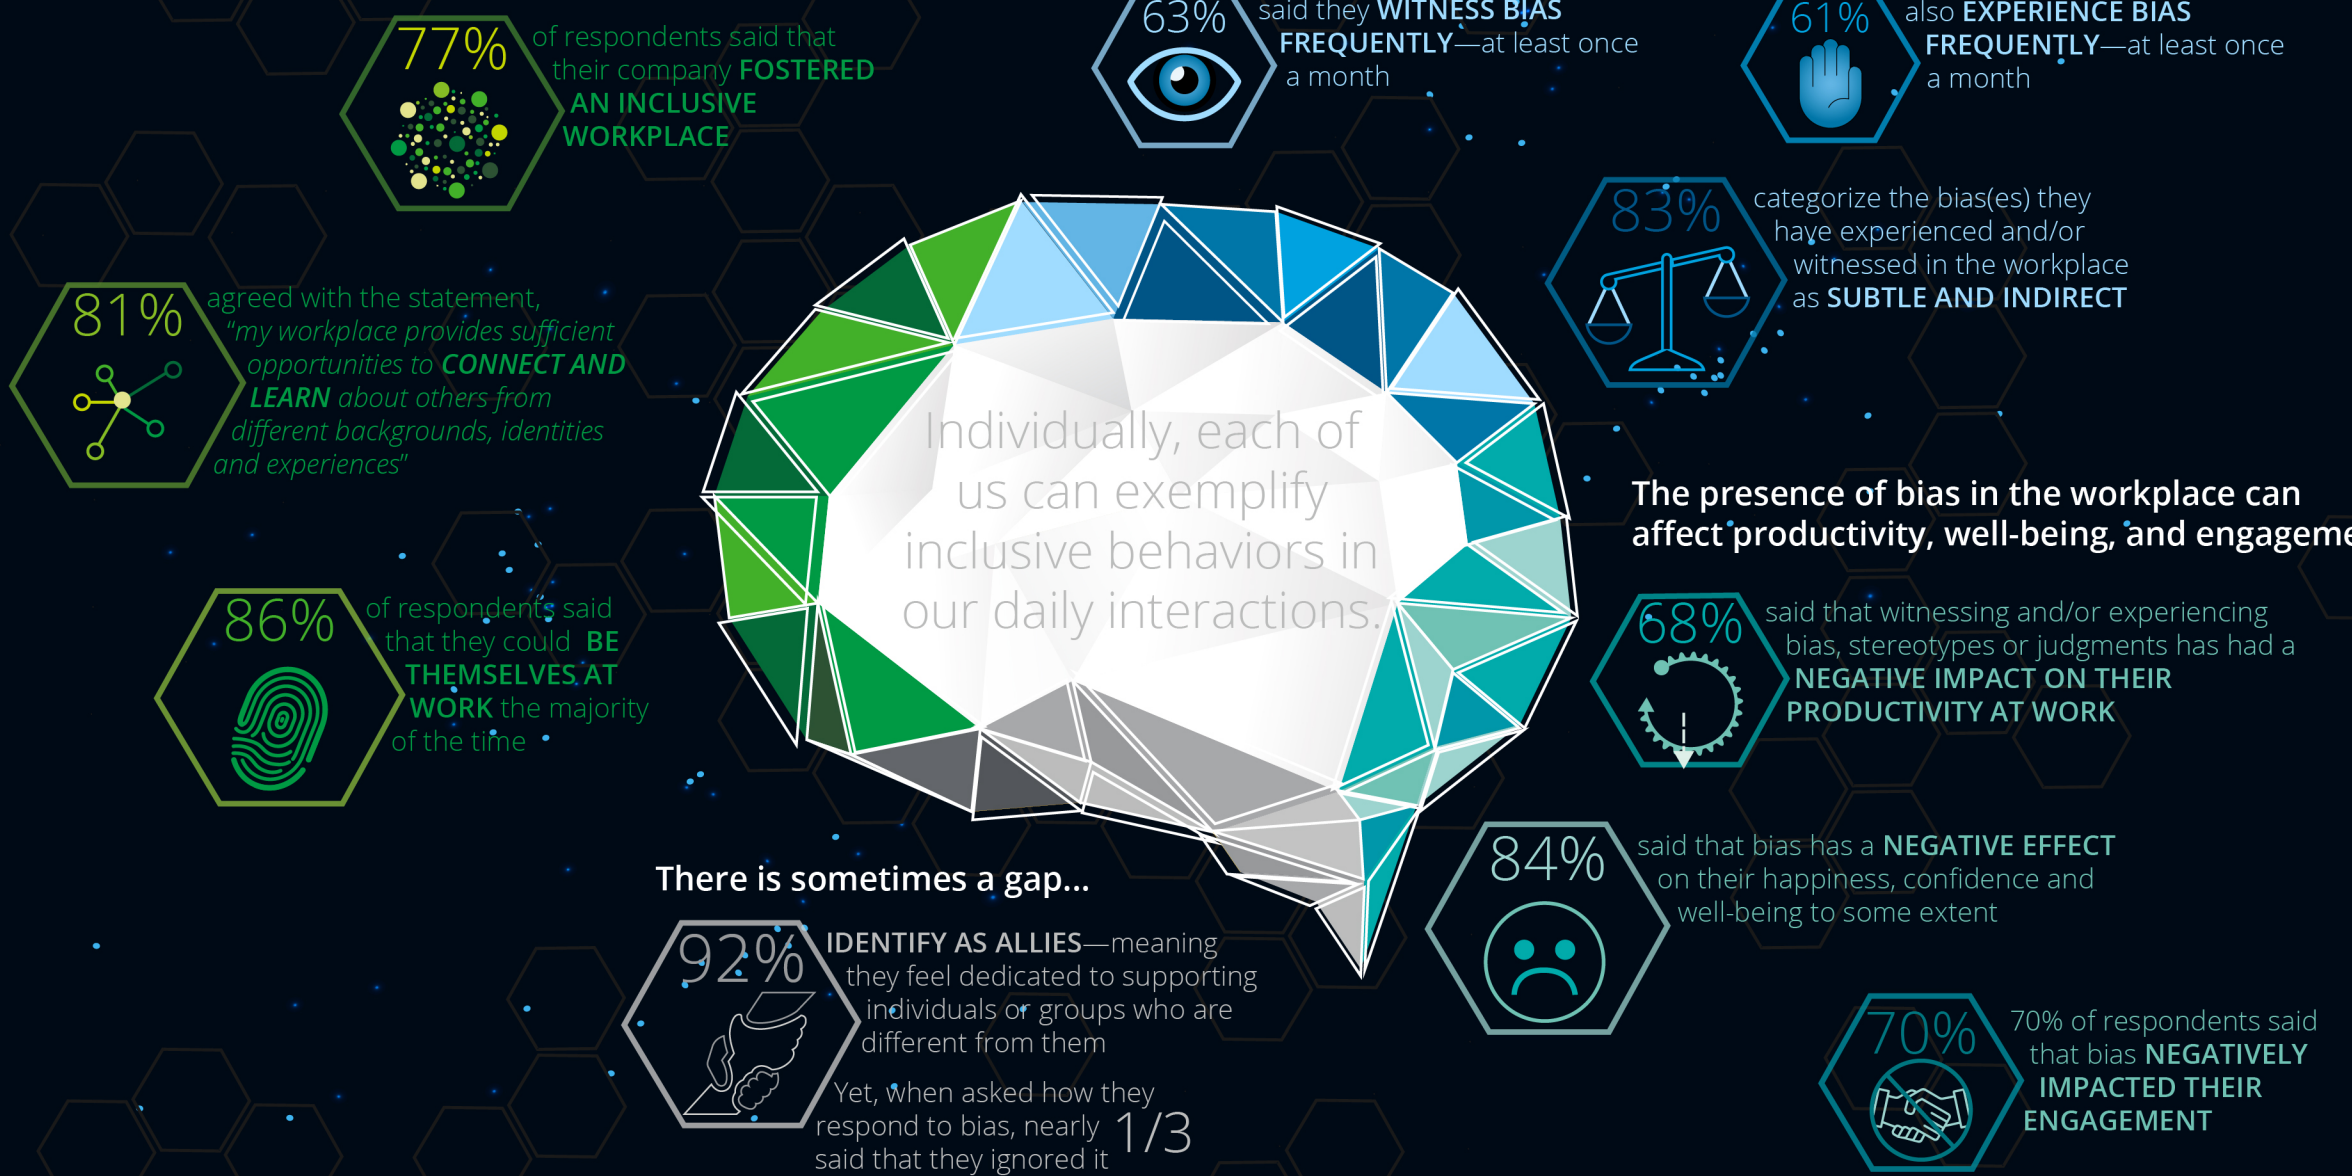 77%
of respondents said that
their company FOSTERED
AN INCLUSIVE
WORKPLACE
81%
agreed with the statement,
“my workplace provides sufficient
opportunities to CONNECT AND
LEARN about others from
different backgrounds, identities
and experiences”
86%
of respondents said
that they could BE
THEMSELVES AT
WORK the majority
of the time
63%
said they WITNESS BIAS
FREQUENTLY—at least once
a month
61%
also EXPERIENCE BIAS
FREQUENTLY—at least once
a month
83%
categorize the bias(es) they
have experienced and/or
witnessed in the workplace
as SUBTLE AND INDIRECT
Individually, each of
us can exemplify
inclusive behaviors in
our daily interactions.
The presence of bias in the workplace can
affect productivity, well-being, and engageme
68%
said that witnessing and/or experiencing
bias, stereotypes or judgments has had a
NEGATIVE IMPACT ON THEIR
PRODUCTIVITY AT WORK
84%
said that bias has a NEGATIVE EFFECT
on their happiness, confidence and
well-being to some extent
70%
70% of respondents said
that bias NEGATIVELY
IMPACTED THEIR
ENGAGEMENT
There is sometimes a gap...
92%
IDENTIFY AS ALLIES—meaning
they feel dedicated to supporting
individuals or groups who are
different from them
Yet, when asked how they
respond to bias, nearly 1/3
said that they ignored it